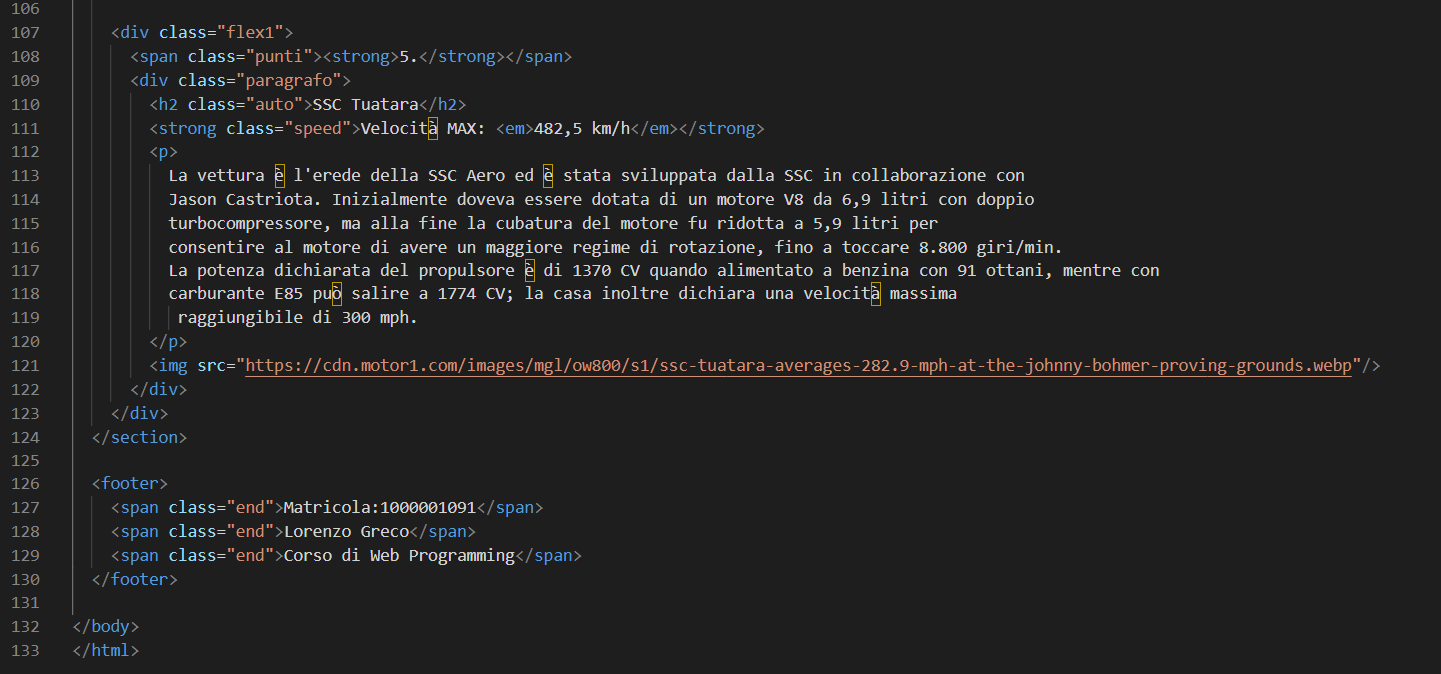 106
107 <div class="flex1">
108 <span class="punti"><strong>5.</strong></span>
109 <div class="paragrafo">
110 <h2 class="auto">SSC Tuatara</h2>
111 <strong class="speed">Velocità MAX: <em>482,5 km/h</em></strong>
112 <p>
113 La vettura è l'erede della SSC Aero ed è stata sviluppata dalla SSC in collaborazione con
114 Jason Castriota. Inizialmente doveva essere dotata di un motore V8 da 6,9 litri con doppio
115 turbocompressore, ma alla fine la cubatura del motore fu ridotta a 5,9 litri per
116 consentire al motore di avere un maggiore regime di rotazione, fino a toccare 8.800 giri/min.
117 La potenza dichiarata del propulsore è di 1370 CV quando alimentato a benzina con 91 ottani, mentre con
118 carburante E85 può salire a 1774 CV; la casa inoltre dichiara una velocità massima
119 raggiungibile di 300 mph.
120 </p>
121 <img src="https://cdn.motor1.com/images/mgl/ow800/s1/ssc-tuatara-averages-282.9-mph-at-the-johnny-bohmer-proving-grounds.webp"/>
122 </div>
123 </div>
124 </section>
125
126 <footer>
127 <span class="end">Matricola:1000001091</span>
128 <span class="end">Lorenzo Greco</span>
129 <span class="end">Corso di Web Programming</span>
130 </footer>
131
132 </body>
133 </html>